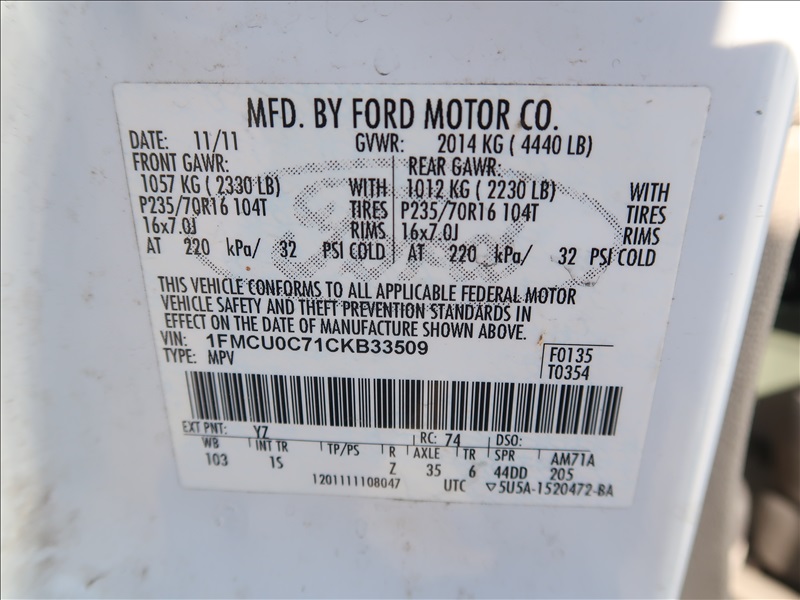 MFD. BY FORD MOTOR CO.
DATE: 11/11 GVWR: 2014 KG ( 4440 LB)
FRONT GAWR: REAR GAWR:
1057 KG ( 2330 LB) WITH 1012 KG ( 2230 LB) WITH
P235/70R16 104T TIRES P235/70R16 104T TIRES
16x7.0J RIMS 16x7.0J RIMS
AT 220 kPa/ 32 PSI COLD AT 220 kPa/ 32 PSI COLD
THIS VEHICLE CONFORMS TO ALL APPLICABLE FEDERAL MOTOR
VEHICLE SAFETY AND THEFT PREVENTION STANDARDS IN
EFFECT ON THE DATE OF MANUFACTURE SHOWN ABOVE.
VIN: 1FMCU0C71CKB33509 F0135
TYPE: MPV T0354
EXT PNT: YZ RC: 74 DSO:
WB INT TR TP/PS R AXLE TR SPR AM71A
103 1S Z 35 6 44DD 205
1201111108047 UTC ▽5U5A-1520472-BA